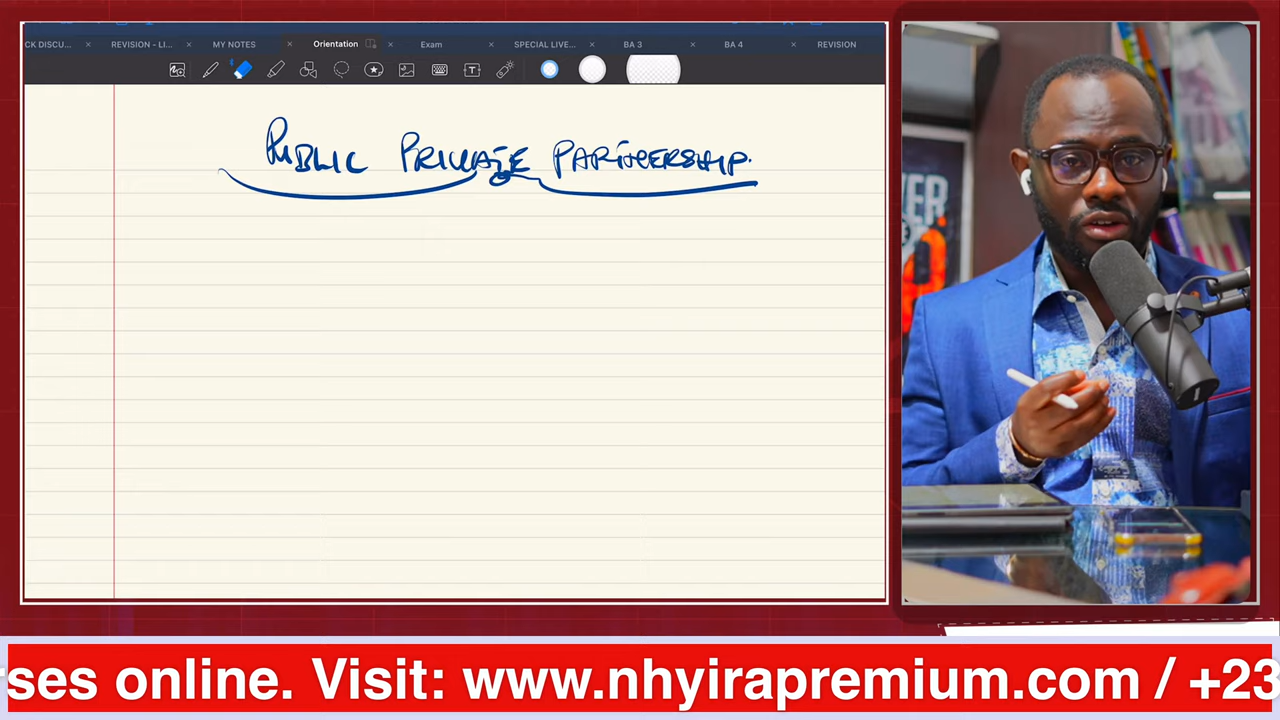 CK DISCU... × REVISION - LI... × MY NOTES × Orientation × Exam × SPECIAL LIVE... × BA 3 × BA 4 × REVISION
T
PUBLIC PRIVATE PARTNERSHIP.
ses online. Visit: www.nhyirapremium.com / +23